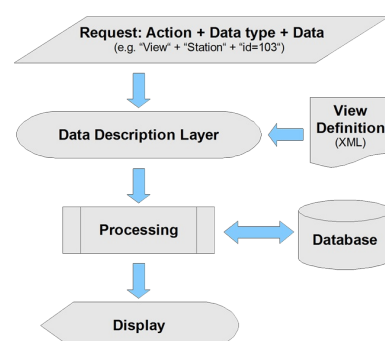 Request: Action + Data type + Data
(e.g. "View" + "Station" + "id=103")
Data Description Layer
View
Definition
(XML)
Processing
Database
Display